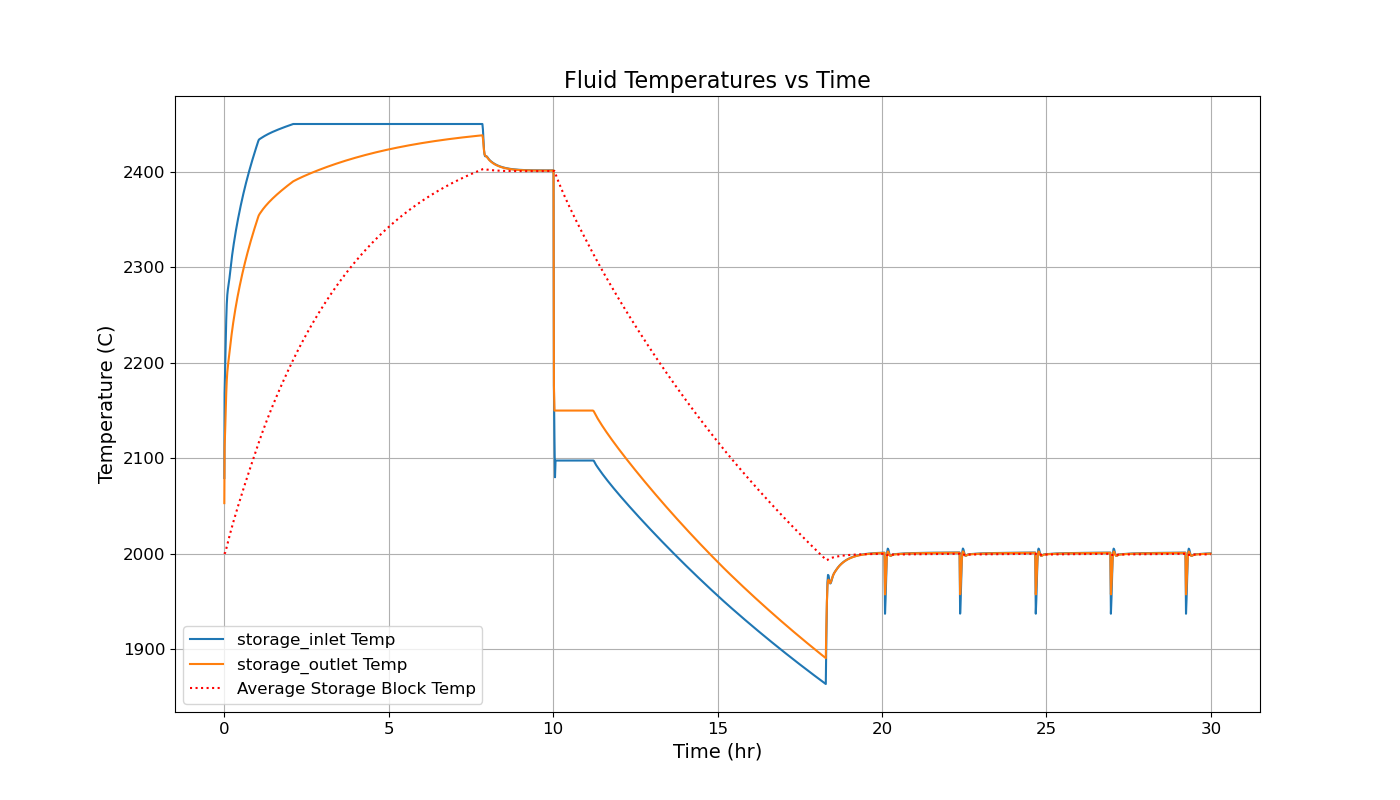 Fluid Temperatures vs Time
Temperature (C)
2400
2300
2200
2100
2000
1900
storage_inlet Temp
storage_outlet Temp
Average Storage Block Temp
0 5 10 15 20 25 30
Time (hr)